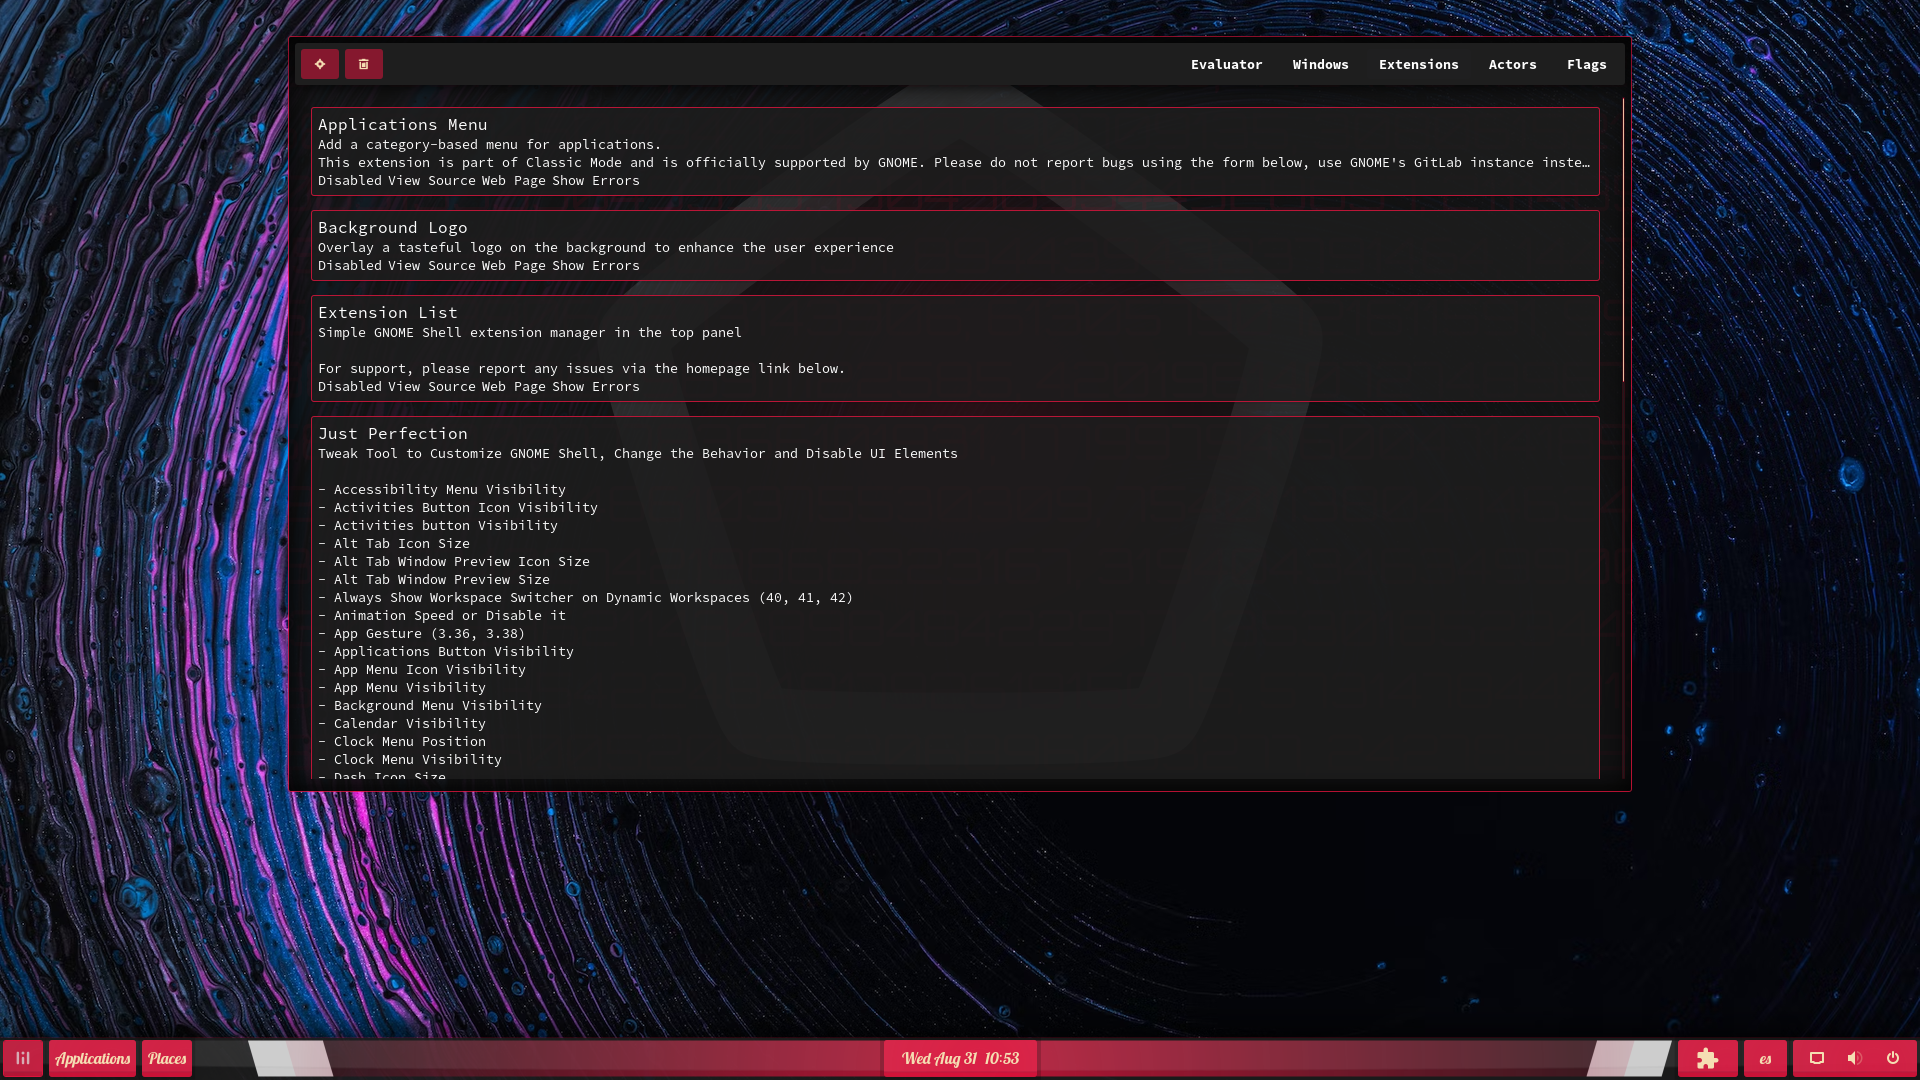 Evaluator Windows Extensions Actors Flags
Applications Menu
Add a category-based menu for applications.
This extension is part of Classic Mode and is officially supported by GNOME. Please do not report bugs using the form below, use GNOME's GitLab instance inste…
Disabled View Source Web Page Show Errors
Background Logo
Overlay a tasteful logo on the background to enhance the user experience
Disabled View Source Web Page Show Errors
Extension List
Simple GNOME Shell extension manager in the top panel
For support, please report any issues via the homepage link below.
Disabled View Source Web Page Show Errors
Just Perfection
Tweak Tool to Customize GNOME Shell, Change the Behavior and Disable UI Elements
- Accessibility Menu Visibility
- Activities Button Icon Visibility
- Activities button Visibility
- Alt Tab Icon Size
- Alt Tab Window Preview Icon Size
- Alt Tab Window Preview Size
- Always Show Workspace Switcher on Dynamic Workspaces (40, 41, 42)
- Animation Speed or Disable it
- App Gesture (3.36, 3.38)
- Applications Button Visibility
- App Menu Icon Visibility
- App Menu Visibility
- Background Menu Visibility
- Calendar Visibility
- Clock Menu Position
- Clock Menu Visibility
- Dash Icon Size
Applications Places Wed Aug 31 10:53 es